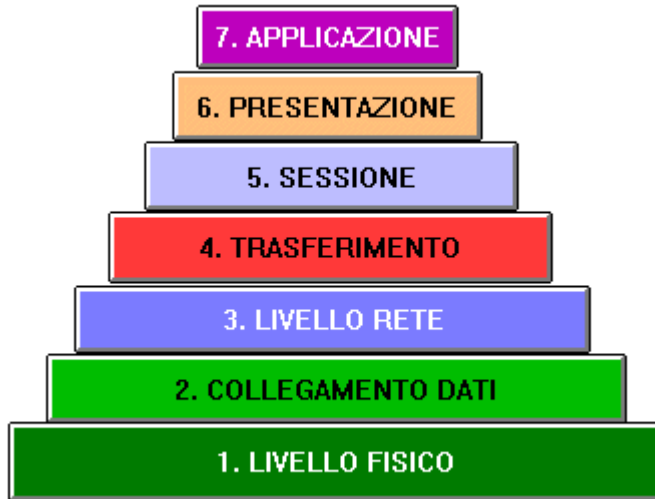 7. APPLICAZIONE
6. PRESENTAZIONE
5. SESSIONE
4. TRASFERIMENTO
3. LIVELLO RETE
2. COLLEGAMENTO DATI
1. LIVELLO FISICO